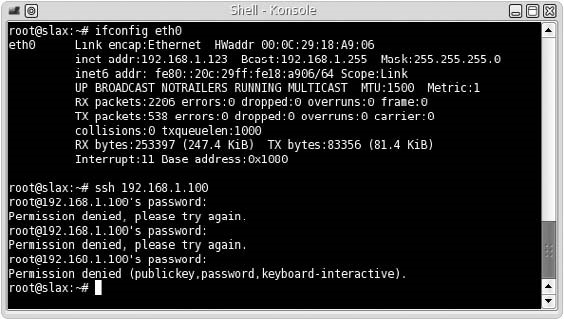 Shell - Konsole
root@slax:~# ifconfig eth0
eth0      Link encap:Ethernet  HWaddr 00:0C:29:18:A9:06
          inet addr:192.168.1.123  Bcast:192.168.1.255  Mask:255.255.255.0
          inet6 addr: fe80::20c:29ff:fe18:a906/64 Scope:Link
          UP BROADCAST NOTRAILERS RUNNING MULTICAST  MTU:1500  Metric:1
          RX packets:2206 errors:0 dropped:0 overruns:0 frame:0
          TX packets:538 errors:0 dropped:0 overruns:0 carrier:0
          collisions:0 txqueuelen:1000
          RX bytes:253397 (247.4 KiB)  TX bytes:83356 (81.4 KiB)
          Interrupt:11 Base address:0x1000
root@slax:~# ssh 192.168.1.100
root@192.168.1.100's password:
Permission denied, please try again.
root@192.168.1.100's password:
Permission denied, please try again.
root@192.168.1.100's password:
Permission denied (publickey,password,keyboard-interactive).
root@slax:~#